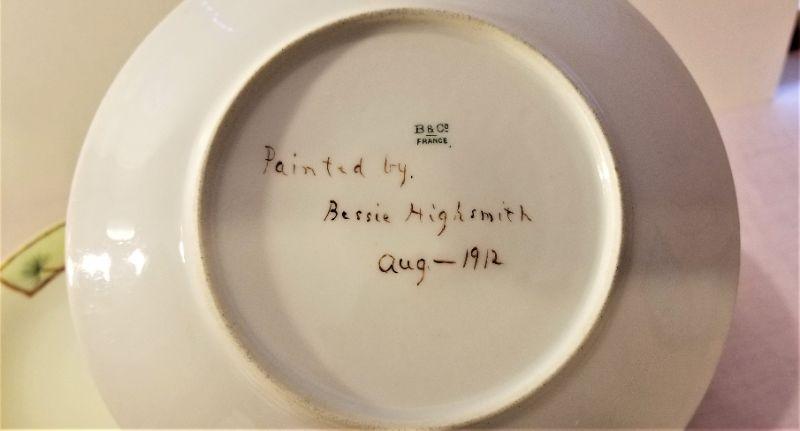 B & Co
FRANCE.
Painted by.
Bessie Highsmith
Aug - 1912